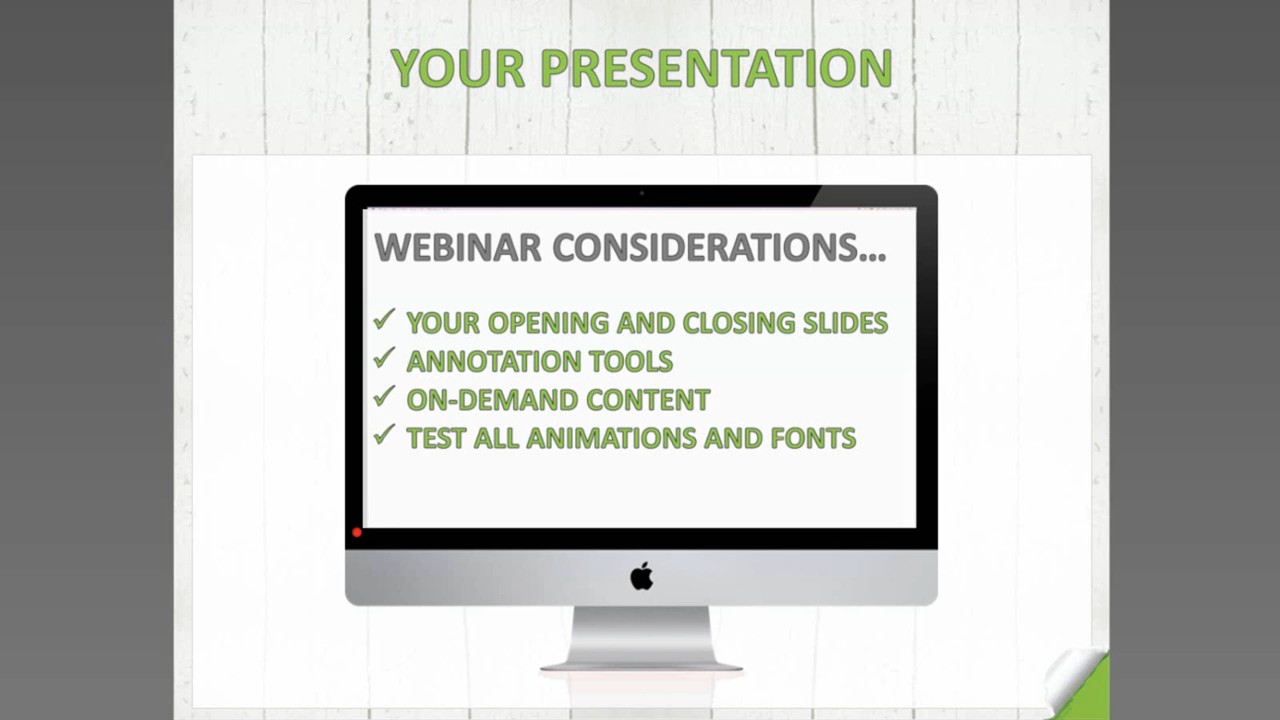 YOUR PRESENTATION
WEBINAR CONSIDERATIONS...
✓ YOUR OPENING AND CLOSING SLIDES
✓ ANNOTATION TOOLS
✓ ON-DEMAND CONTENT
✓ TEST ALL ANIMATIONS AND FONTS